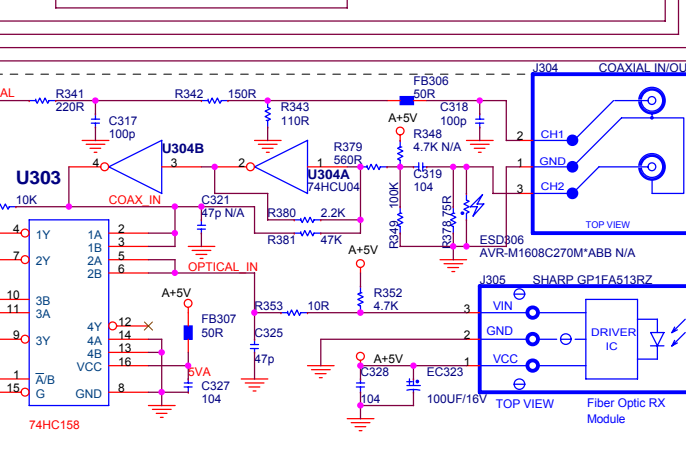 J304 COAXIAL IN/OU
FB306
50R
AL R341
220R
R342 150R
R343
110R
C317
100p
C318
100p
A+5V
R348
4.7K N/A
2 CH1
1 GND
3 CH2
TOP VIEW
U304B
4 3
2 1
U304A
74HCU04
R379
560R
C319
104
R349 100K
R378 75R
ESD306
AVR-M1608C270M*ABB N/A
U303
10K
COAX_IN
C321
47p N/A
R380 2.2K
R381 47K
A+5V
4 1Y 1A 2
1B 3
7 2Y 2A 5
2B 6
OPTICAL_IN
10 3B
11 3A
4Y 12
9 3Y 4A 14
4B 13
VCC 16
1 A/B
15 G GND 8
74HC158
A+5V
FB307
50R
5VA
C327
104
R353 10R
C325
47p
R352
4.7K
A+5V
C328
104
EC323
100UF/16V
J305 SHARP GP1FA513RZ
3 VIN
2 GND
1 VCC
DRIVER
IC
TOP VIEW
Fiber Optic RX
Module